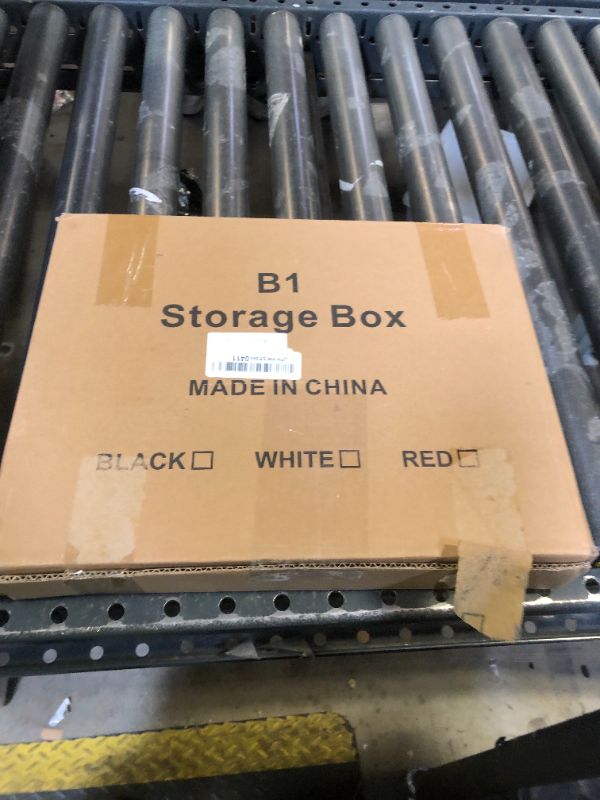 B1
Storage Box
MADE IN CHINA
BLACK☐ WHITE☐ RED☐